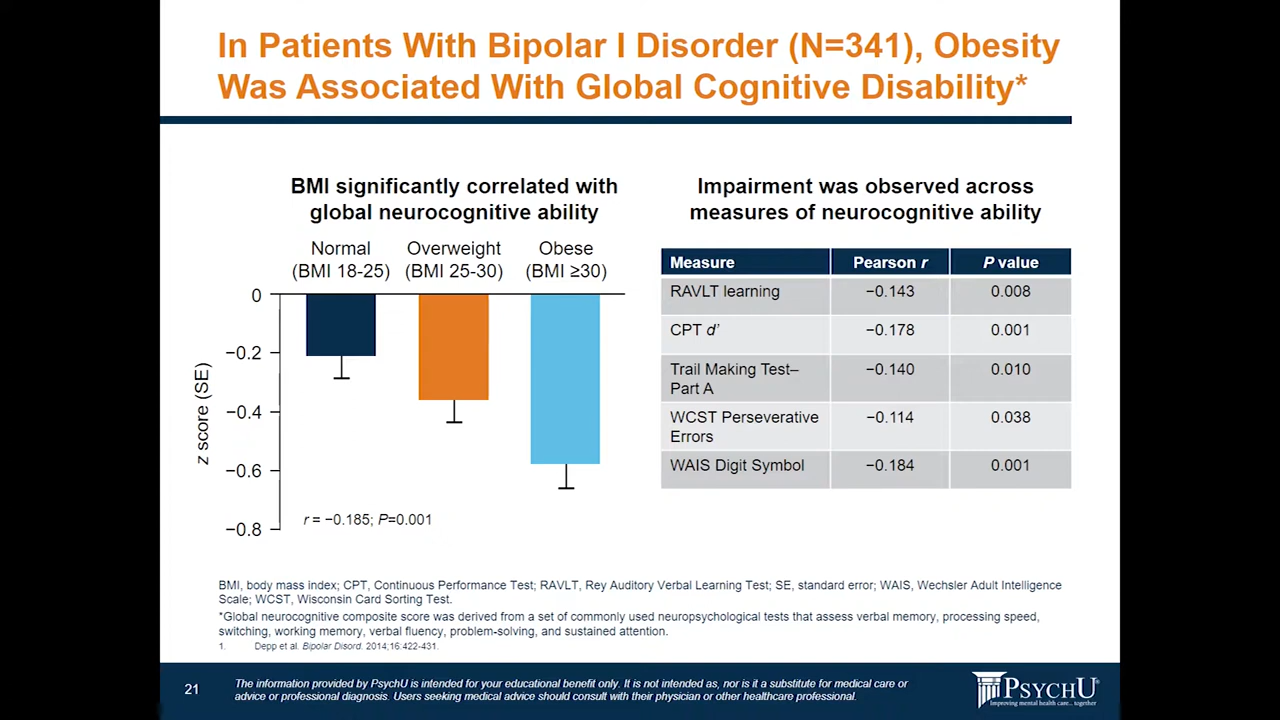 In Patients With Bipolar I Disorder (N=341), Obesity
Was Associated With Global Cognitive Disability*
BMI significantly correlated with
global neurocognitive ability
Normal
(BMI 18-25)
Overweight
(BMI 25-30)
Obese
(BMI ≥30)
z score (SE)
0
−0.2
−0.4
−0.6
−0.8
r = −0.185; P=0.001
Impairment was observed across
measures of neurocognitive ability
Measure Pearson r P value
RAVLT learning −0.143 0.008
CPT d’ −0.178 0.001
Trail Making Test–
Part A −0.140 0.010
WCST Perseverative
Errors −0.114 0.038
WAIS Digit Symbol −0.184 0.001
BMI, body mass index; CPT, Continuous Performance Test; RAVLT, Rey Auditory Verbal Learning Test; SE, standard error; WAIS, Wechsler Adult Intelligence
Scale; WCST, Wisconsin Card Sorting Test.
*Global neurocognitive composite score was derived from a set of commonly used neuropsychological tests that assess verbal memory, processing speed,
switching, working memory, verbal fluency, problem-solving, and sustained attention.
1. Depp et al. Bipolar Disord. 2014;16:422-431.
21
The information provided by PsychU is intended for your educational benefit only. It is not intended as, nor is it a substitute for medical care or
advice or professional diagnosis. Users seeking medical advice should consult with their physician or other healthcare professional.
PSYCHU
Improving mental health care... together